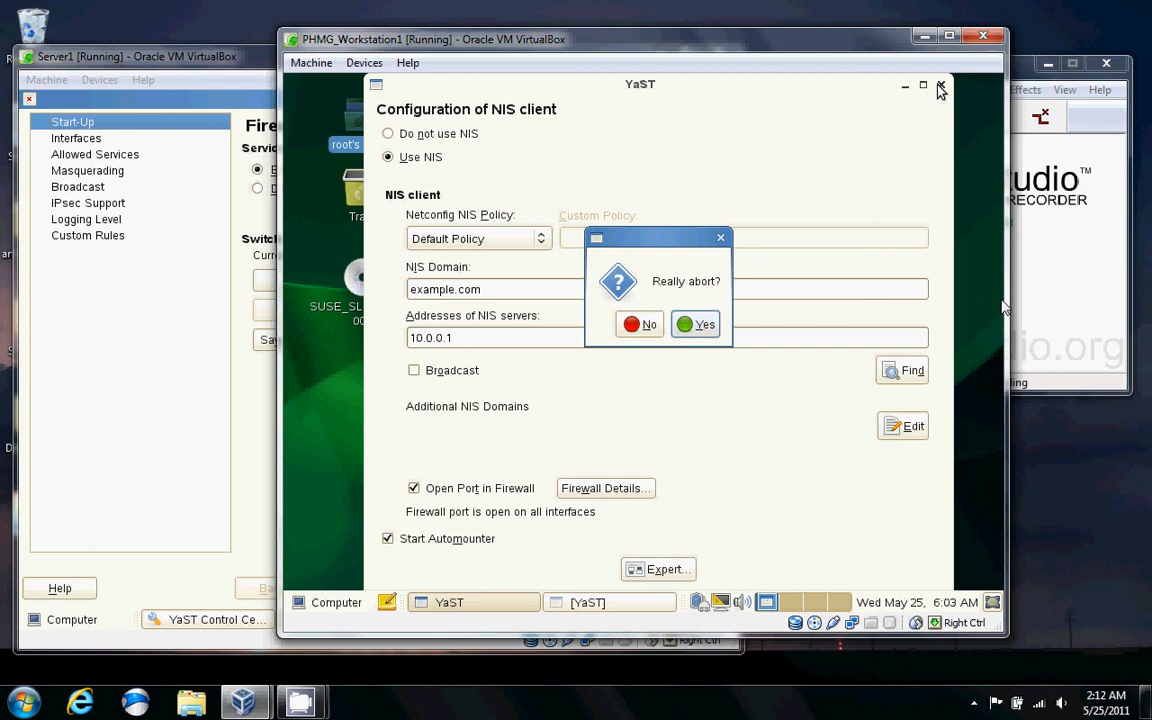 Server1 [Running] - Oracle VM VirtualBox
Machine Devices Help
Start-Up
Interfaces
Allowed Services
Masquerading
Broadcast
IPsec Support
Logging Level
Custom Rules
Help
Computer
YaST Control Ce...
PHMG_Workstation1 [Running] - Oracle VM VirtualBox
Machine Devices Help
root's
YaST
Configuration of NIS client
Do not use NIS
Use NIS
NIS client
Netconfig NIS Policy:
Custom Policy:
Default Policy
NIS Domain:
example.com
Addresses of NIS servers:
10.0.0.1
Broadcast
Find
Additional NIS Domains
Edit
Open Port in Firewall
Firewall Details...
Firewall port is open on all interfaces
Start Automounter
Expert...
Really abort?
No
Yes
Computer
YaST
[YaST]
Wed May 25, 6:03 AM
Right Ctrl
Effects View Help
RECORDER
Right Ctrl
2:12 AM
5/25/2011